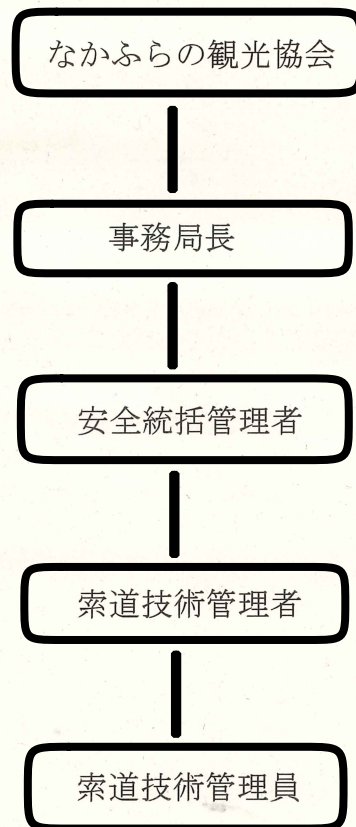 なかふらの観光協会
事務局長
安全統括管理者
索道技術管理者
索道技術管理員